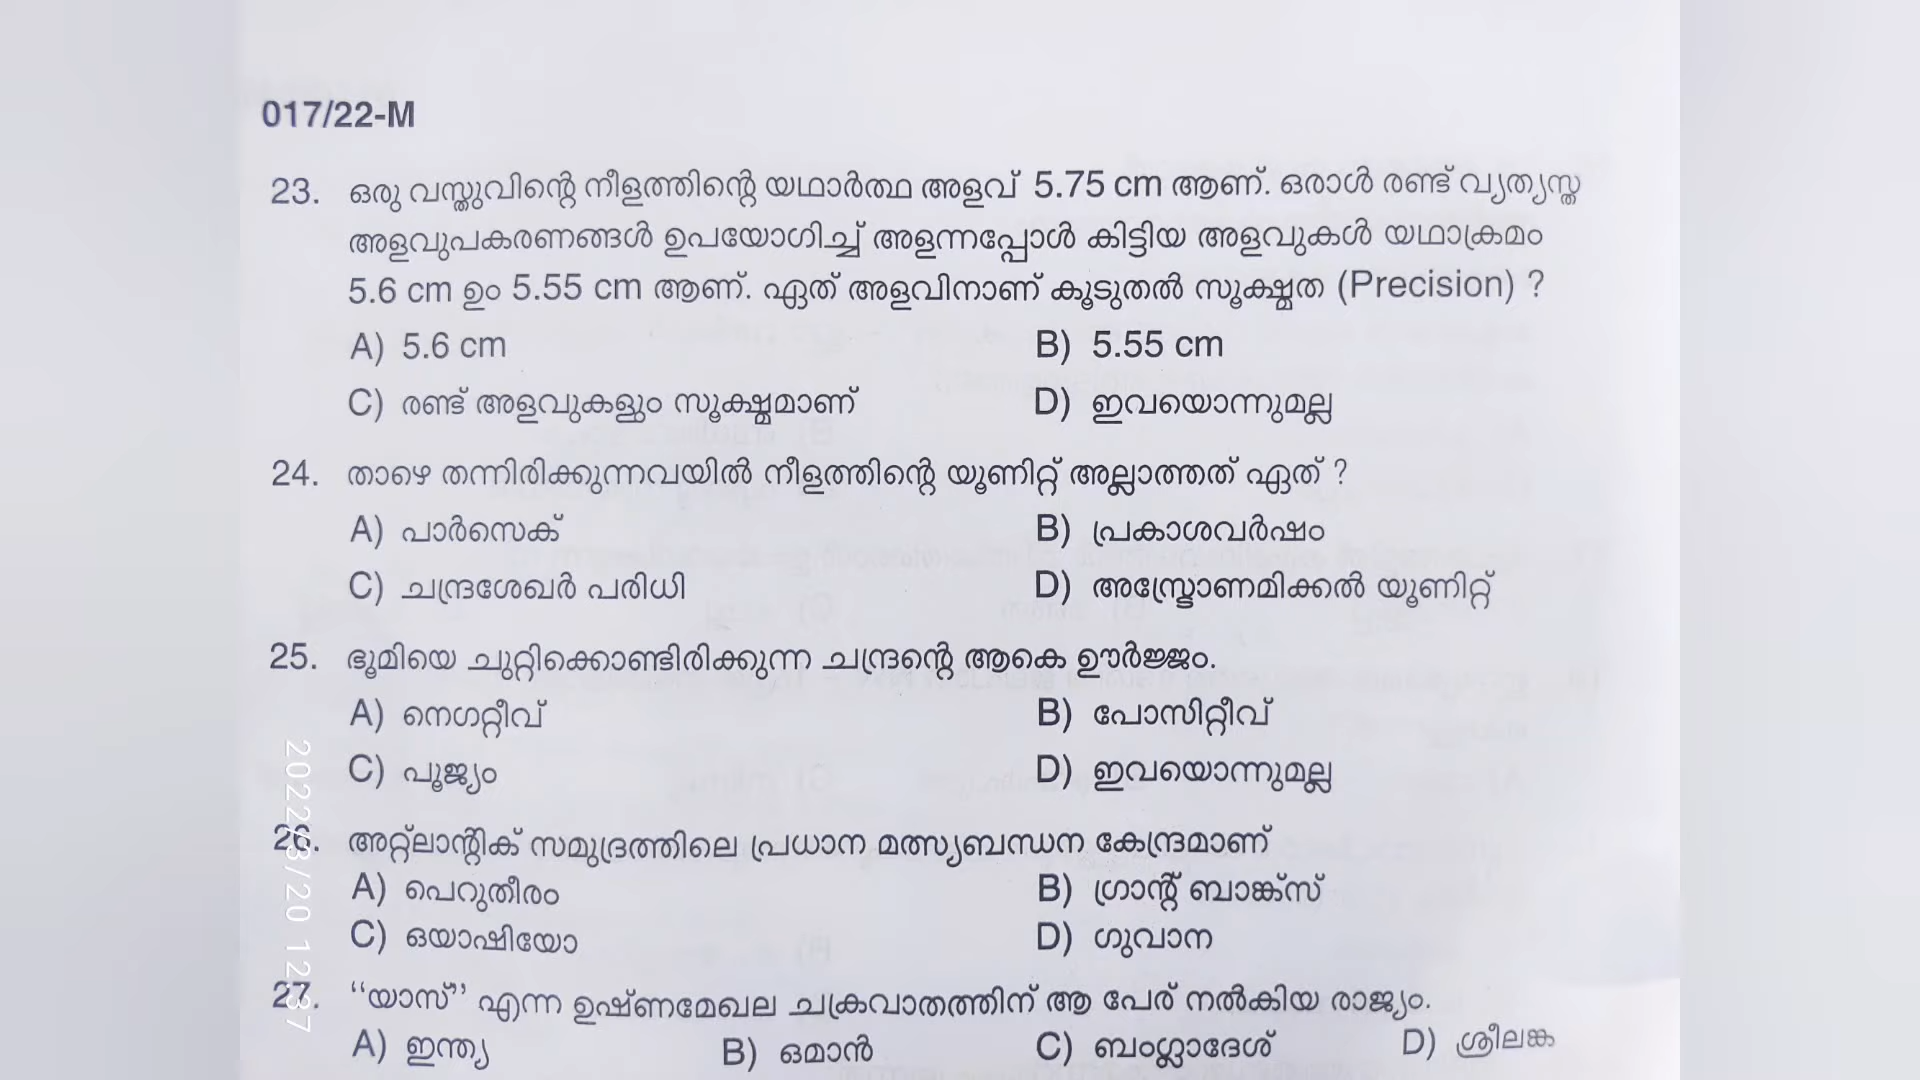 017/22-M
23. ഒരു വസ്തുവിന്റെ നീളത്തിന്റെ യഥാർത്ഥ അളവ് 5.75 cm ആണ്. ഒരാൾ രണ്ട് വ്യത്യസ്ത
അളവുപകരണങ്ങൾ ഉപയോഗിച്ച് അളന്നപ്പോൾ കിട്ടിയ അളവുകൾ യഥാക്രമം
5.6 cm ഉം 5.55 cm ആണ്. ഏത് അളവിനാണ് കൂടുതൽ സൂക്ഷ്മത (Precision) ?
A) 5.6 cm B) 5.55 cm
C) രണ്ട് അളവുകളും സൂക്ഷ്മമാണ് D) ഇവയൊന്നുമല്ല
24. താഴെ തന്നിരിക്കുന്നവയിൽ നീളത്തിന്റെ യൂണിറ്റ് അല്ലാത്തത് ഏത് ?
A) പാർസെക് B) പ്രകാശവർഷം
C) ചന്ദ്രശേഖർ പരിധി D) അസ്ട്രോണമിക്കൽ യൂണിറ്റ്
25. ഭൂമിയെ ചുറ്റിക്കൊണ്ടിരിക്കുന്ന ചന്ദ്രന്റെ ആകെ ഊർജ്ജം.
A) നെഗറ്റീവ് B) പോസിറ്റീവ്
C) പൂജ്യം D) ഇവയൊന്നുമല്ല
26. അറ്റ്ലാന്റിക് സമുദ്രത്തിലെ പ്രധാന മത്സ്യബന്ധന കേന്ദ്രമാണ്
A) പെറുതീരം B) ഗ്രാന്റ് ബാങ്ക്സ്
C) ഒയാഷിയോ D) ഗുവാന
27. “യാസ്” എന്ന ഉഷ്ണമേഖല ചക്രവാതത്തിന് ആ പേര് നൽകിയ രാജ്യം.
A) ഇന്ത്യ B) ഒമാൻ C) ബംഗ്ലാദേശ് D) ശ്രീലങ്ക
2022/3/20 12:37